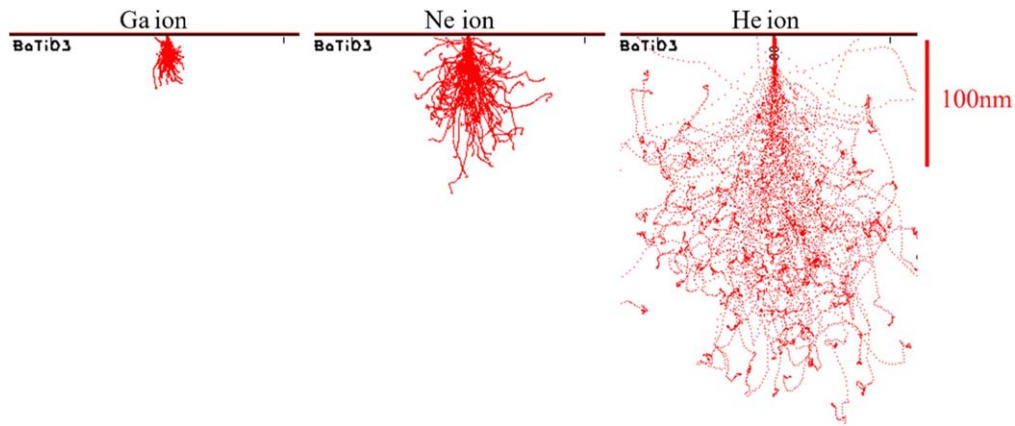 Ga ion
Ne ion
He ion
BaTiO3
BaTiO3
BaTiO3
100nm